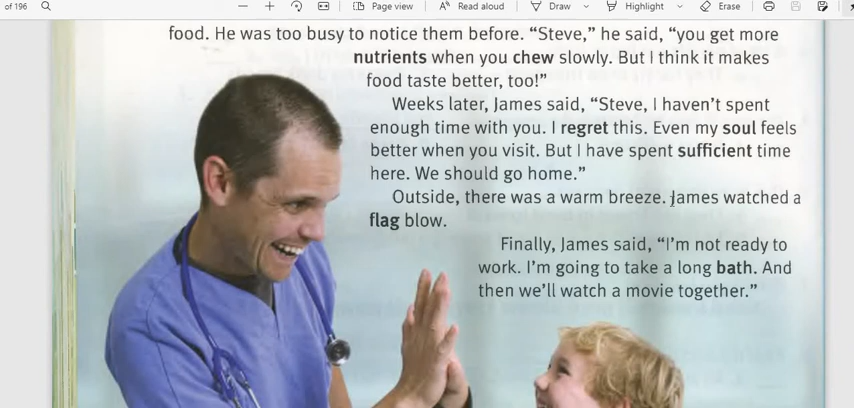 of 196
Page view
Read aloud
Draw
Highlight
Erase
food. He was too busy to notice them before. “Steve,” he said, “you get more
nutrients when you chew slowly. But I think it makes
food taste better, too!”
Weeks later, James said, “Steve, I haven’t spent
enough time with you. I regret this. Even my soul feels
better when you visit. But I have spent sufficient time
here. We should go home.”
Outside, there was a warm breeze. James watched a
flag blow.
Finally, James said, “I’m not ready to
work. I’m going to take a long bath. And
then we’ll watch a movie together.”